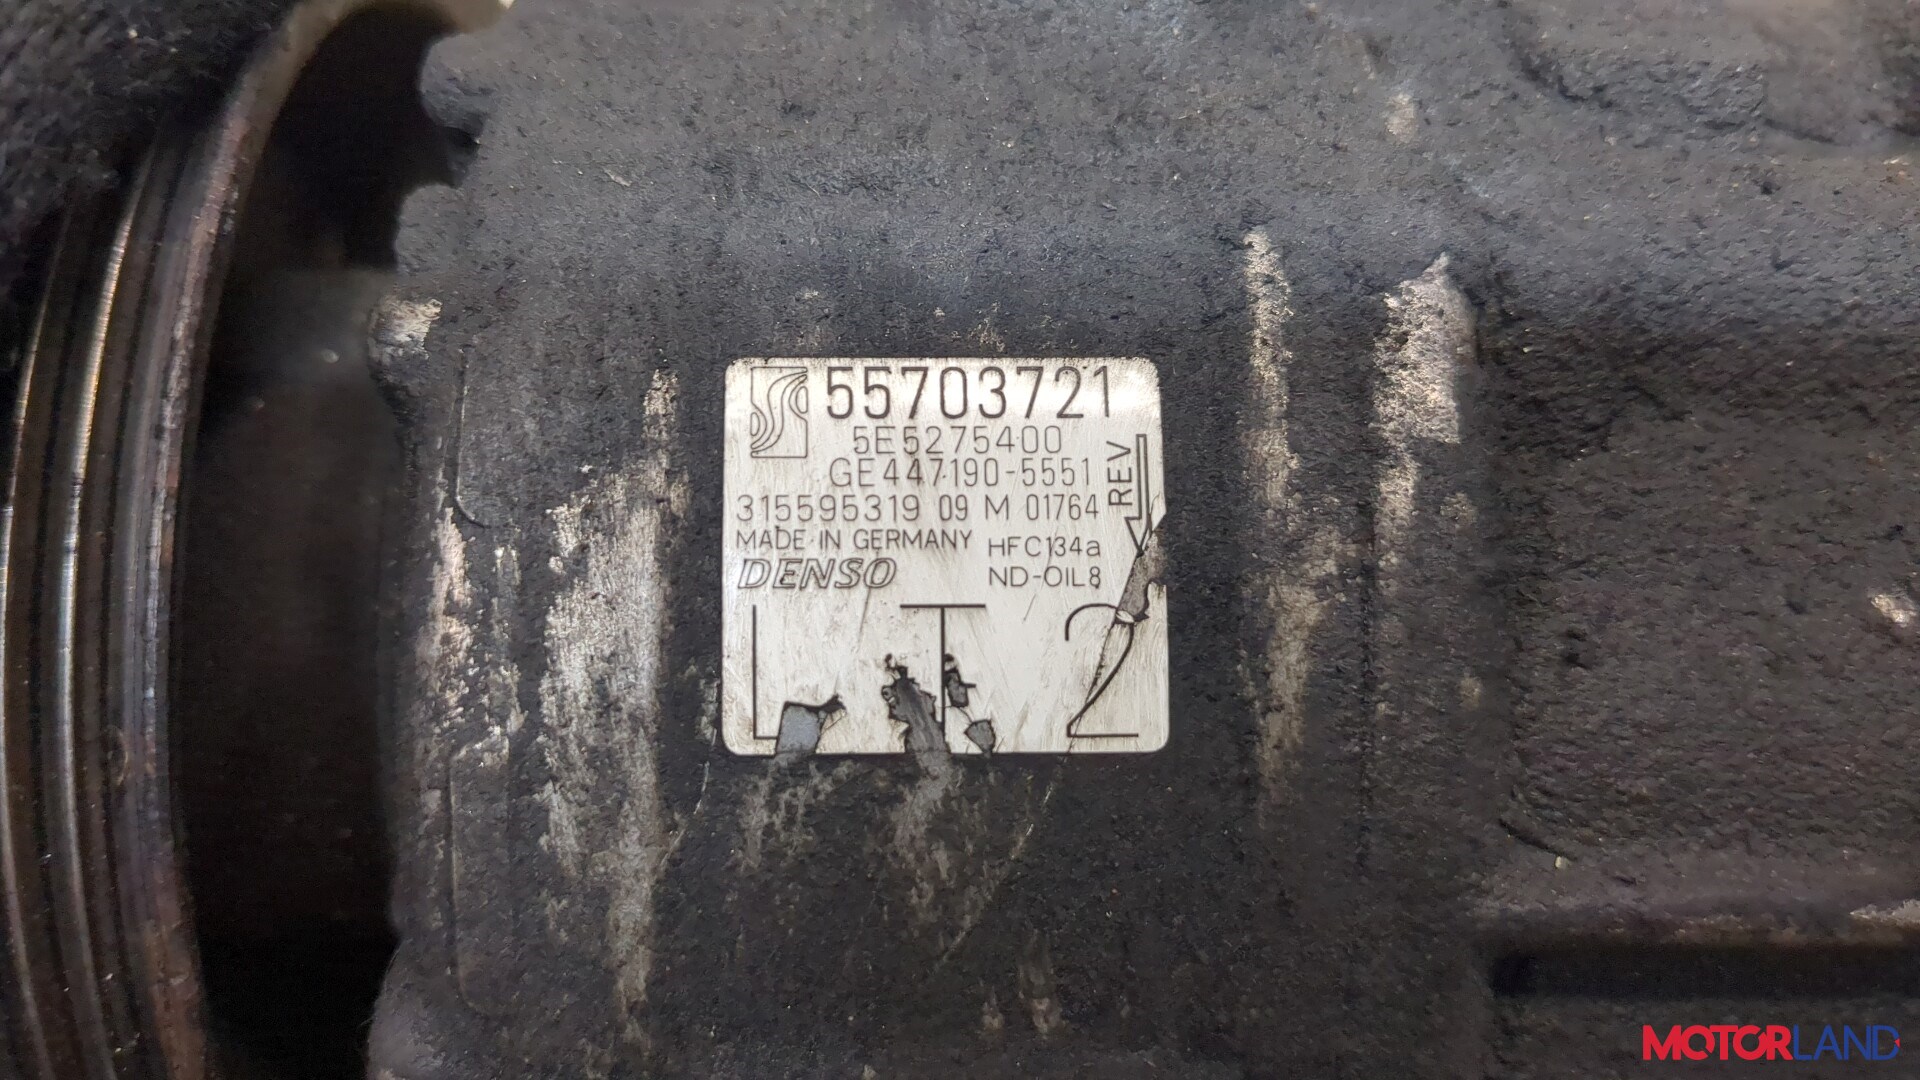 55703721
5E5275400
GE447190-5551
REV
315595319 09 M 01764
MADE IN GERMANY
HFC134a
DENSO
ND-OIL8
L T 2
MOTORLAND